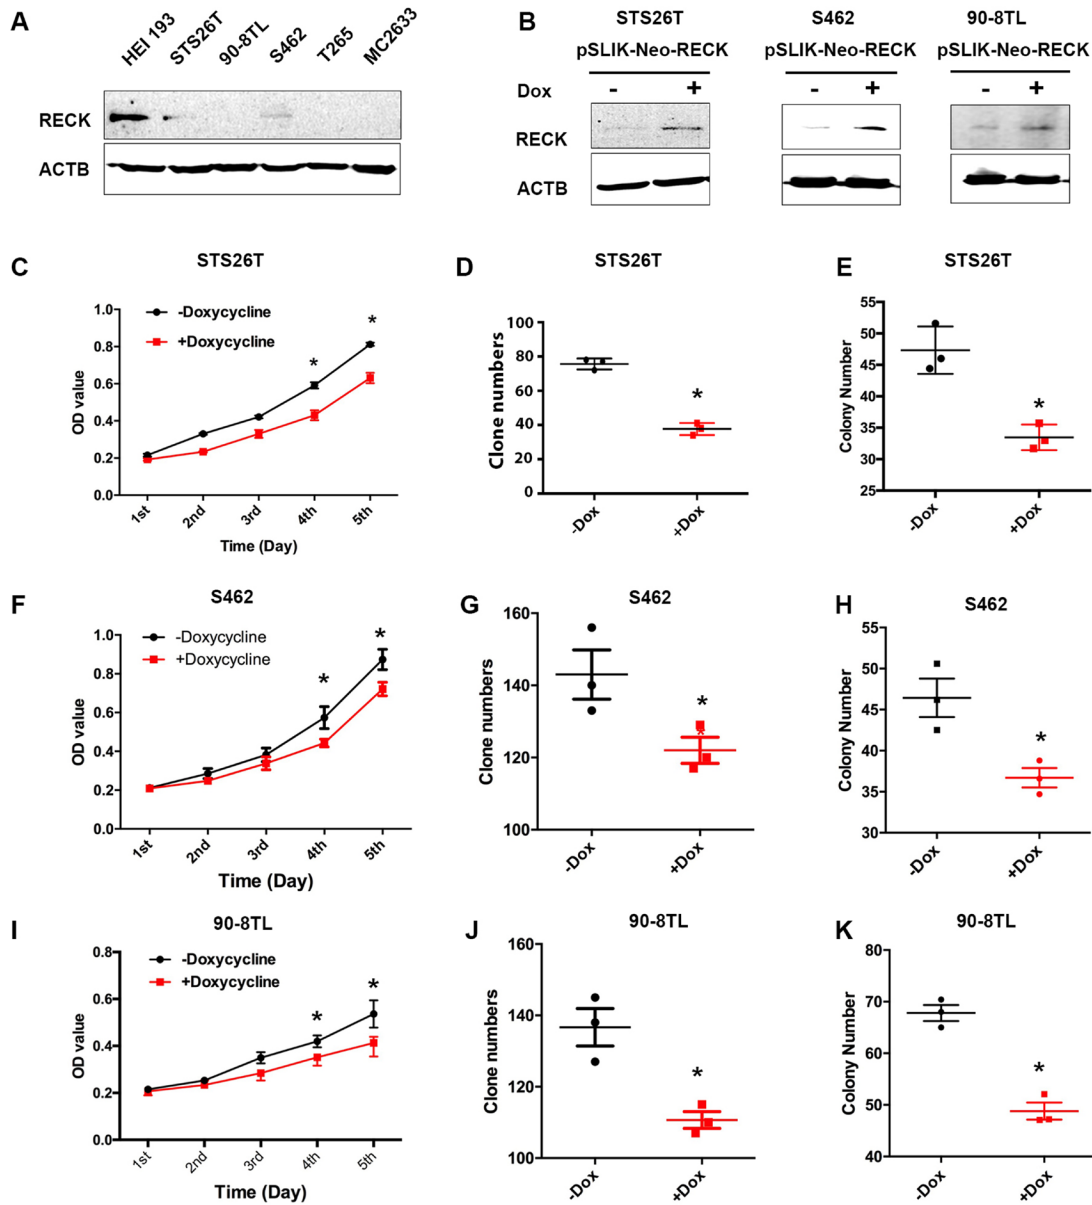 A
HEI 193 STS26T 90-8TL S462 T265 MC2633
RECK
ACTB
B
STS26T S462 90-8TL
pSLIK-Neo-RECK pSLIK-Neo-RECK pSLIK-Neo-RECK
Dox - + - + - +
RECK
ACTB
C
STS26T
-Doxycycline
+Doxycycline
* *
OD value
1.0
0.8
0.6
0.4
0.2
0.0
1st 2nd 3rd 4th 5th
Time (Day)
D
STS26T
Clone numbers
100
80
60
40
20
0
*
-Dox +Dox
E
STS26T
Colony Number
55
50
45
40
35
30
25
*
-Dox +Dox
F
S462
-Doxycycline
+Doxycycline
* *
OD value
1.0
0.8
0.6
0.4
0.2
0.0
1st 2nd 3rd 4th 5th
Time (Day)
G
S462
Clone numbers
160
140
120
100
*
*
-Dox +Dox
H
S462
Colony Number
55
50
45
40
35
30
*
-Dox +Dox
I
90-8TL
-Doxycycline
+Doxycycline
* *
OD value
0.8
0.6
0.4
0.2
0.0
1st 2nd 3rd 4th 5th
Time (Day)
J
90-8TL
Clone numbers
160
140
120
100
*
-Dox +Dox
K
90-8TL
Colony Number
80
70
60
50
40
*
-Dox +Dox